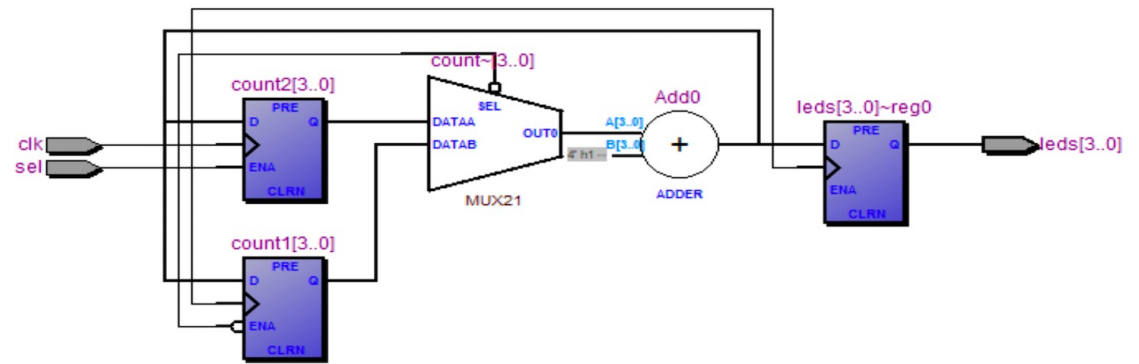 count~[3..0]
count2[3..0]
PRE
D Q
ENA
CLRN
clk
sel
SEL
DATAA
DATAB
OUT0
MUX21
A[3..0]
B[3..0]
4' h1 --
Add0
+
ADDER
leds[3..0]~reg0
PRE
D Q
ENA
CLRN
leds[3..0]
count1[3..0]
PRE
D Q
ENA
CLRN